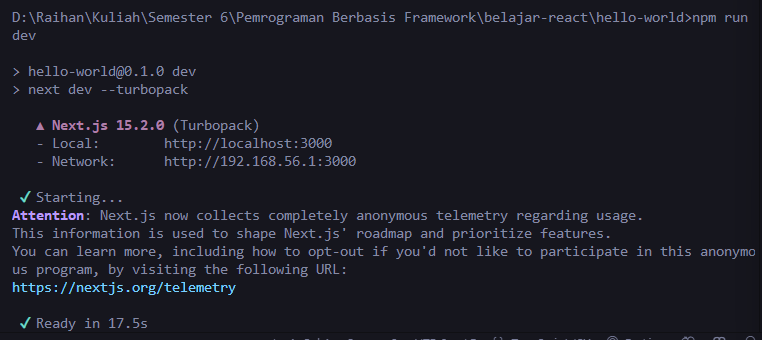 D:\Raihan\Kuliah\Semester 6\Pemrograman Berbasis Framework\belajar-react\hello-world>npm run
dev
> hello-world@0.1.0 dev
> next dev --turbopack
▲ Next.js 15.2.0 (Turbopack)
- Local: http://localhost:3000
- Network: http://192.168.56.1:3000
✓ Starting...
Attention: Next.js now collects completely anonymous telemetry regarding usage.
This information is used to shape Next.js' roadmap and prioritize features.
You can learn more, including how to opt-out if you'd not like to participate in this anonymo
us program, by visiting the following URL:
https://nextjs.org/telemetry
✓ Ready in 17.5s